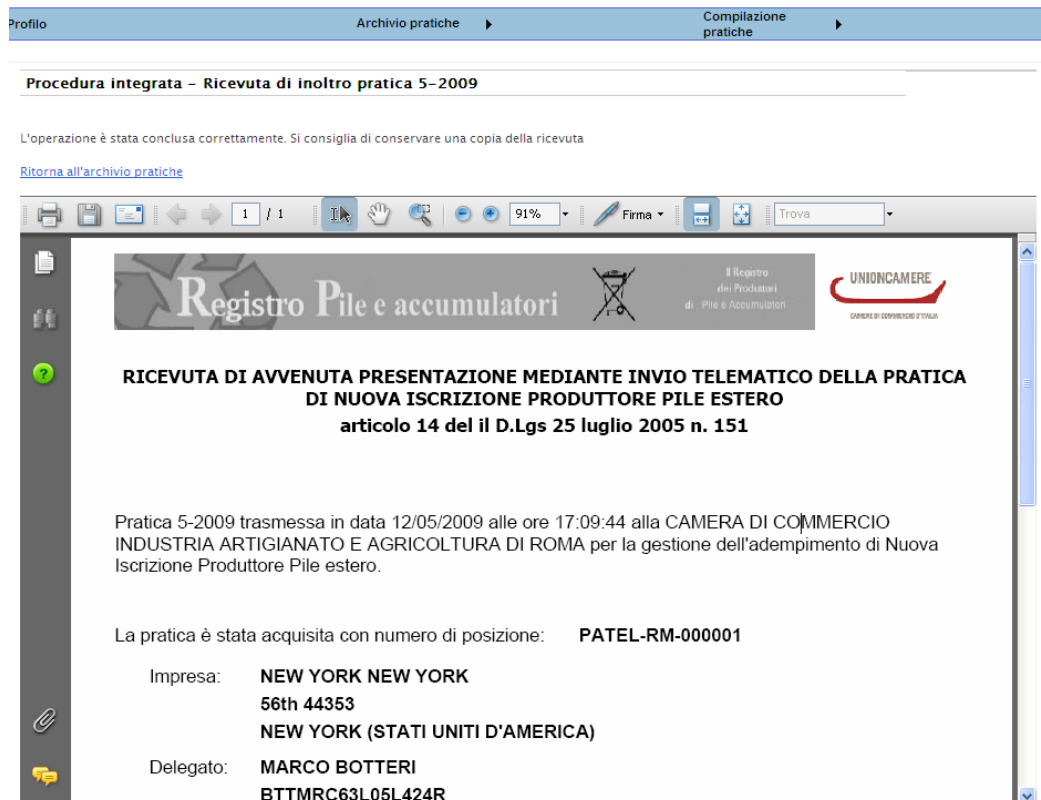 Profilo
Archivio pratiche
Compilazione
pratiche
Procedura integrata – Ricevuta di inoltro pratica 5–2009
L'operazione è stata conclusa correttamente. Si consiglia di conservare una copia della ricevuta
Ritorna all'archivio pratiche
1 / 1 91% Firma Trova
Registro Pile e accumulatori
Il Registro
dei Produttori
di Pile e Accumulatori
UNIONCAMERE
CAMERE DI COMMERCIO D'ITALIA
RICEVUTA DI AVVENUTA PRESENTAZIONE MEDIANTE INVIO TELEMATICO DELLA PRATICA
DI NUOVA ISCRIZIONE PRODUTTORE PILE ESTERO
articolo 14 del il D.Lgs 25 luglio 2005 n. 151
Pratica 5-2009 trasmessa in data 12/05/2009 alle ore 17:09:44 alla CAMERA DI COMMERCIO
INDUSTRIA ARTIGIANATO E AGRICOLTURA DI ROMA per la gestione dell'adempimento di Nuova
Iscrizione Produttore Pile estero.
La pratica è stata acquisita con numero di posizione: PATEL-RM-000001
Impresa: NEW YORK NEW YORK
56th 44353
NEW YORK (STATI UNITI D'AMERICA)
Delegato: MARCO BOTTERI
BTTMRC63L05L424R